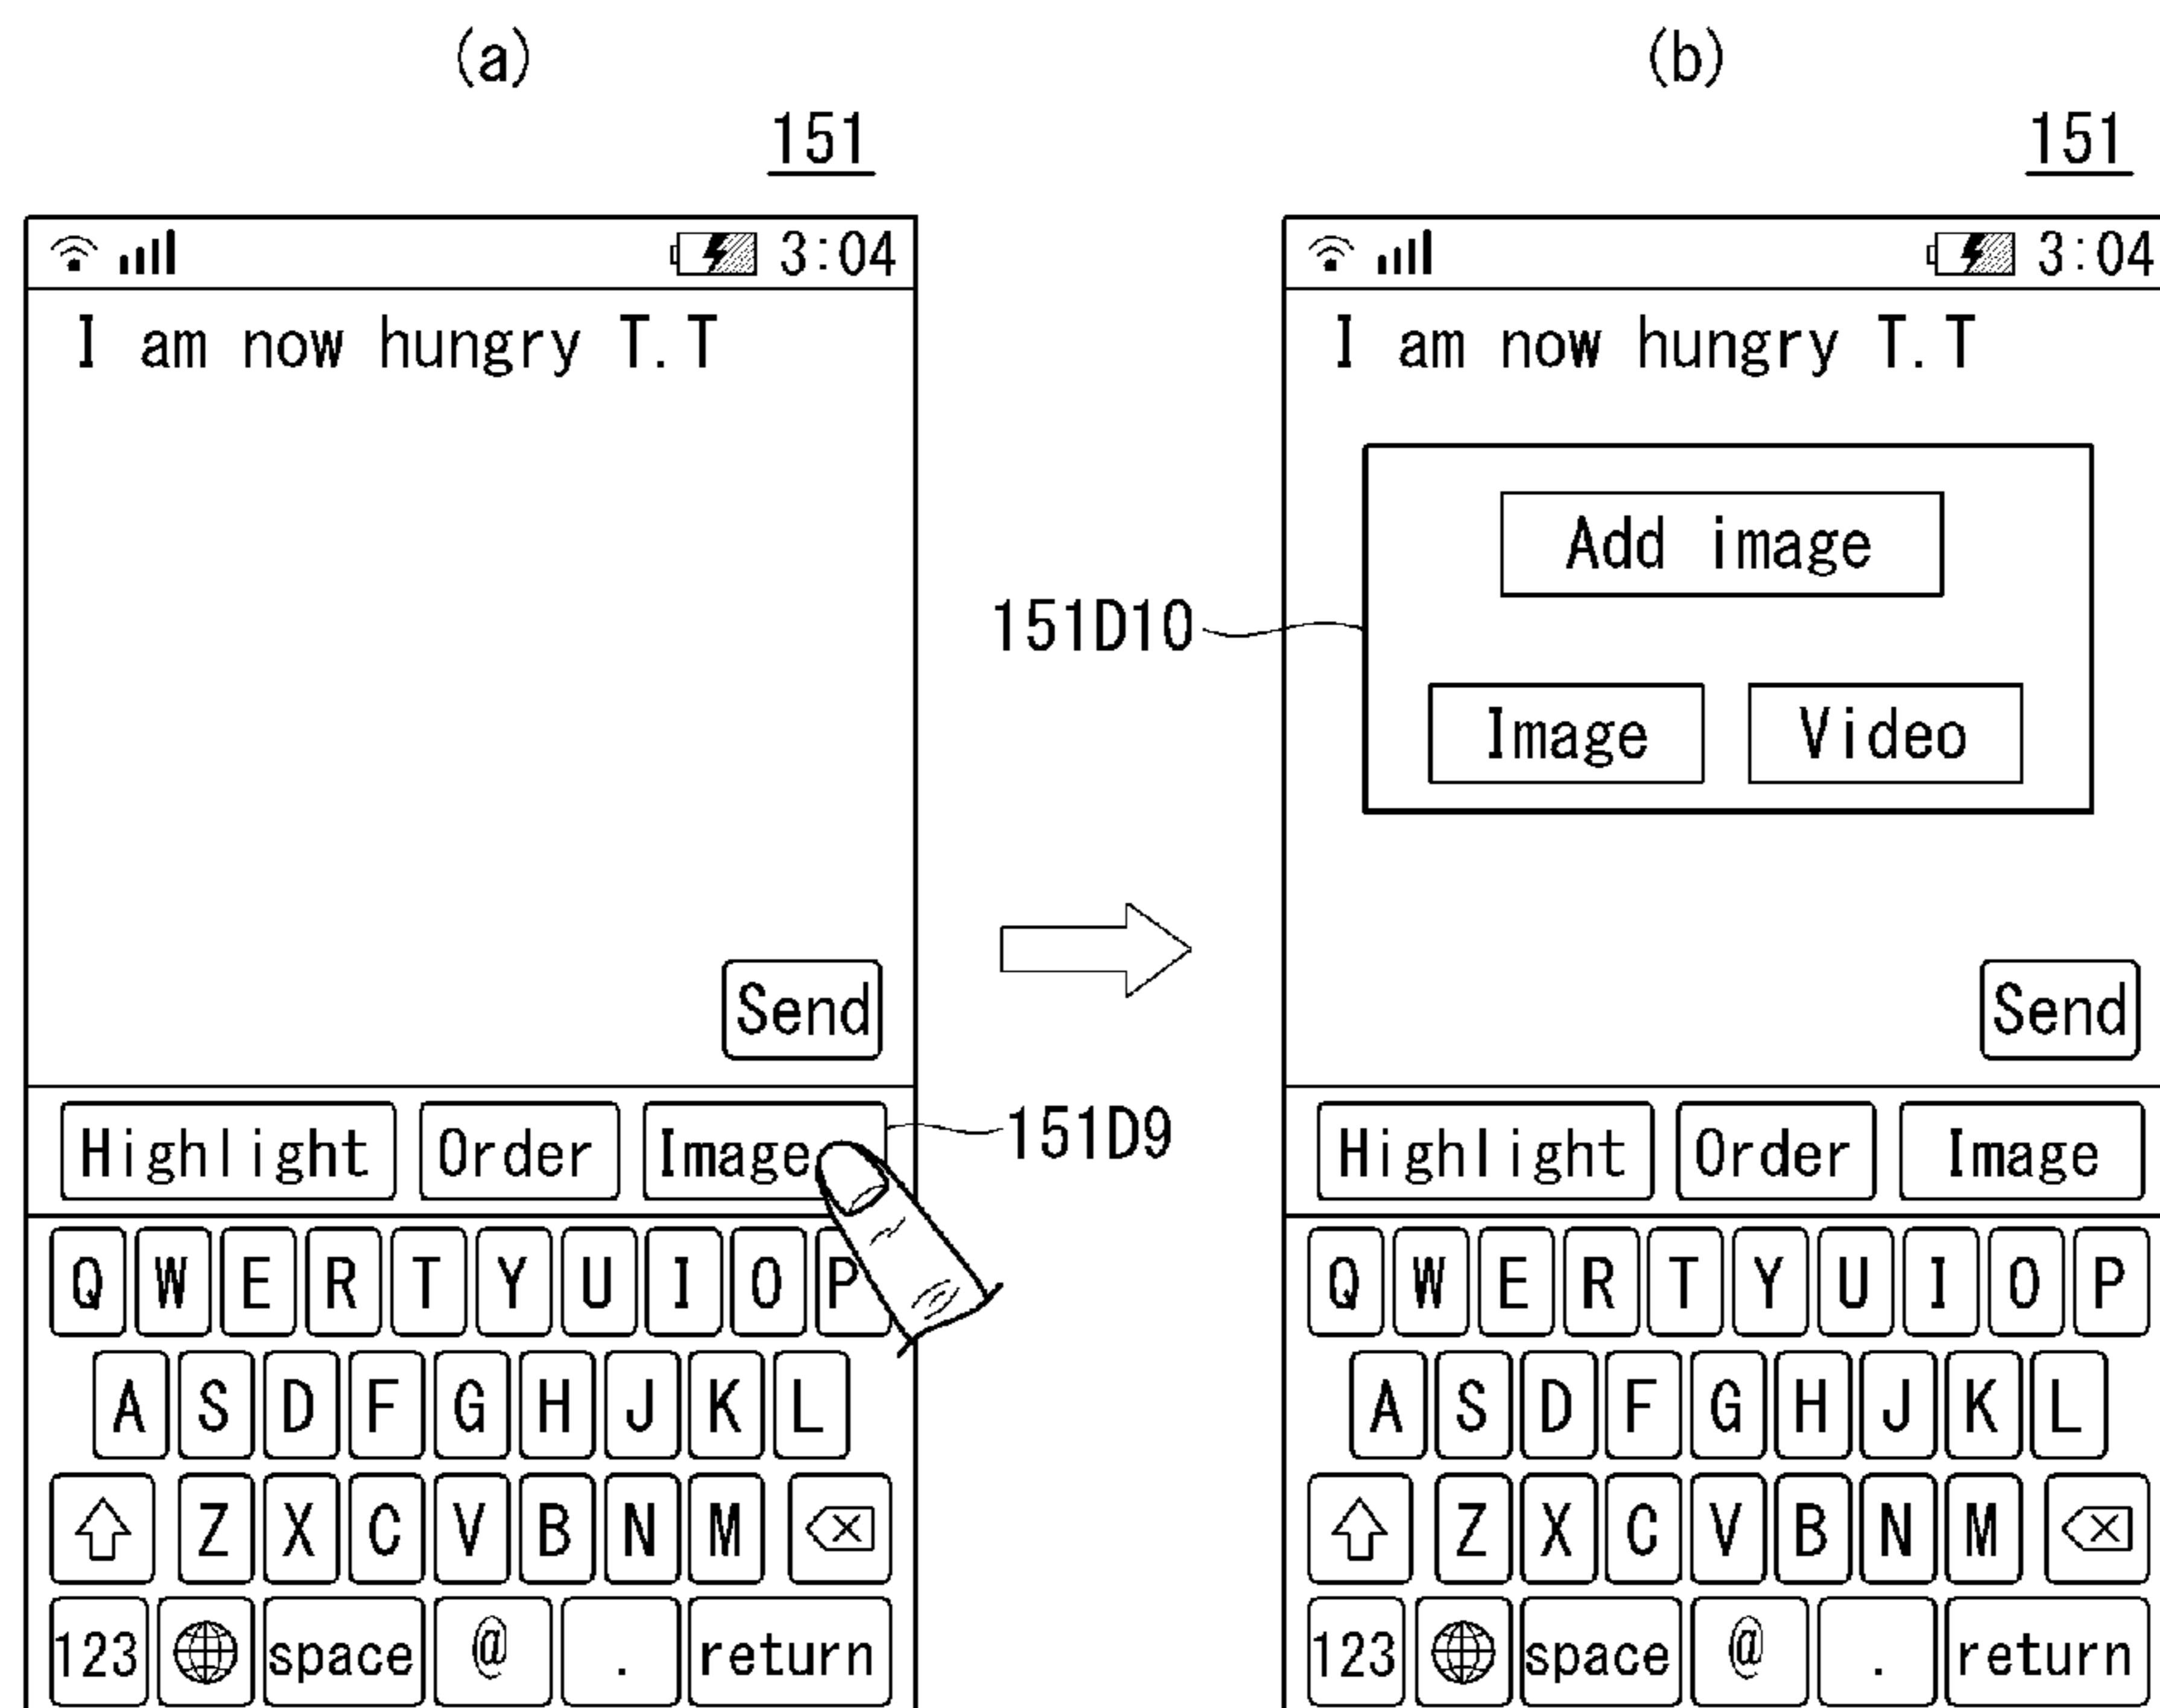 (a)
151
3:04
I am now hungry T.T
Send
Highlight Order Image
151D9
Q W E R T Y U I O P
A S D F G H J K L
Z X C V B N M
123 space @ . return
(b)
151
3:04
I am now hungry T.T
151D10
Add image
Image Video
Send
Highlight Order Image
Q W E R T Y U I O P
A S D F G H J K L
Z X C V B N M
123 space @ . return